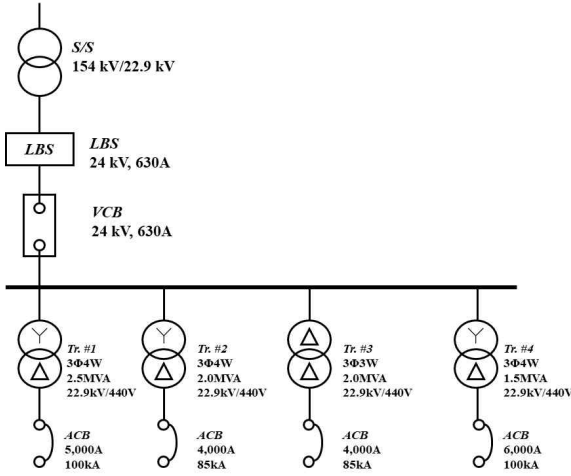 S/S
154 kV/22.9 kV
LBS
LBS
24 kV, 630A
VCB
24 kV, 630A
Tr. #1
3Φ4W
2.5MVA
22.9kV/440V
Tr. #2
3Φ4W
2.0MVA
22.9kV/440V
Tr. #3
3Φ3W
2.0MVA
22.9kV/440V
Tr. #4
3Φ4W
1.5MVA
22.9kV/440V
ACB
5,000A
100kA
ACB
4,000A
85kA
ACB
4,000A
85kA
ACB
6,000A
100kA